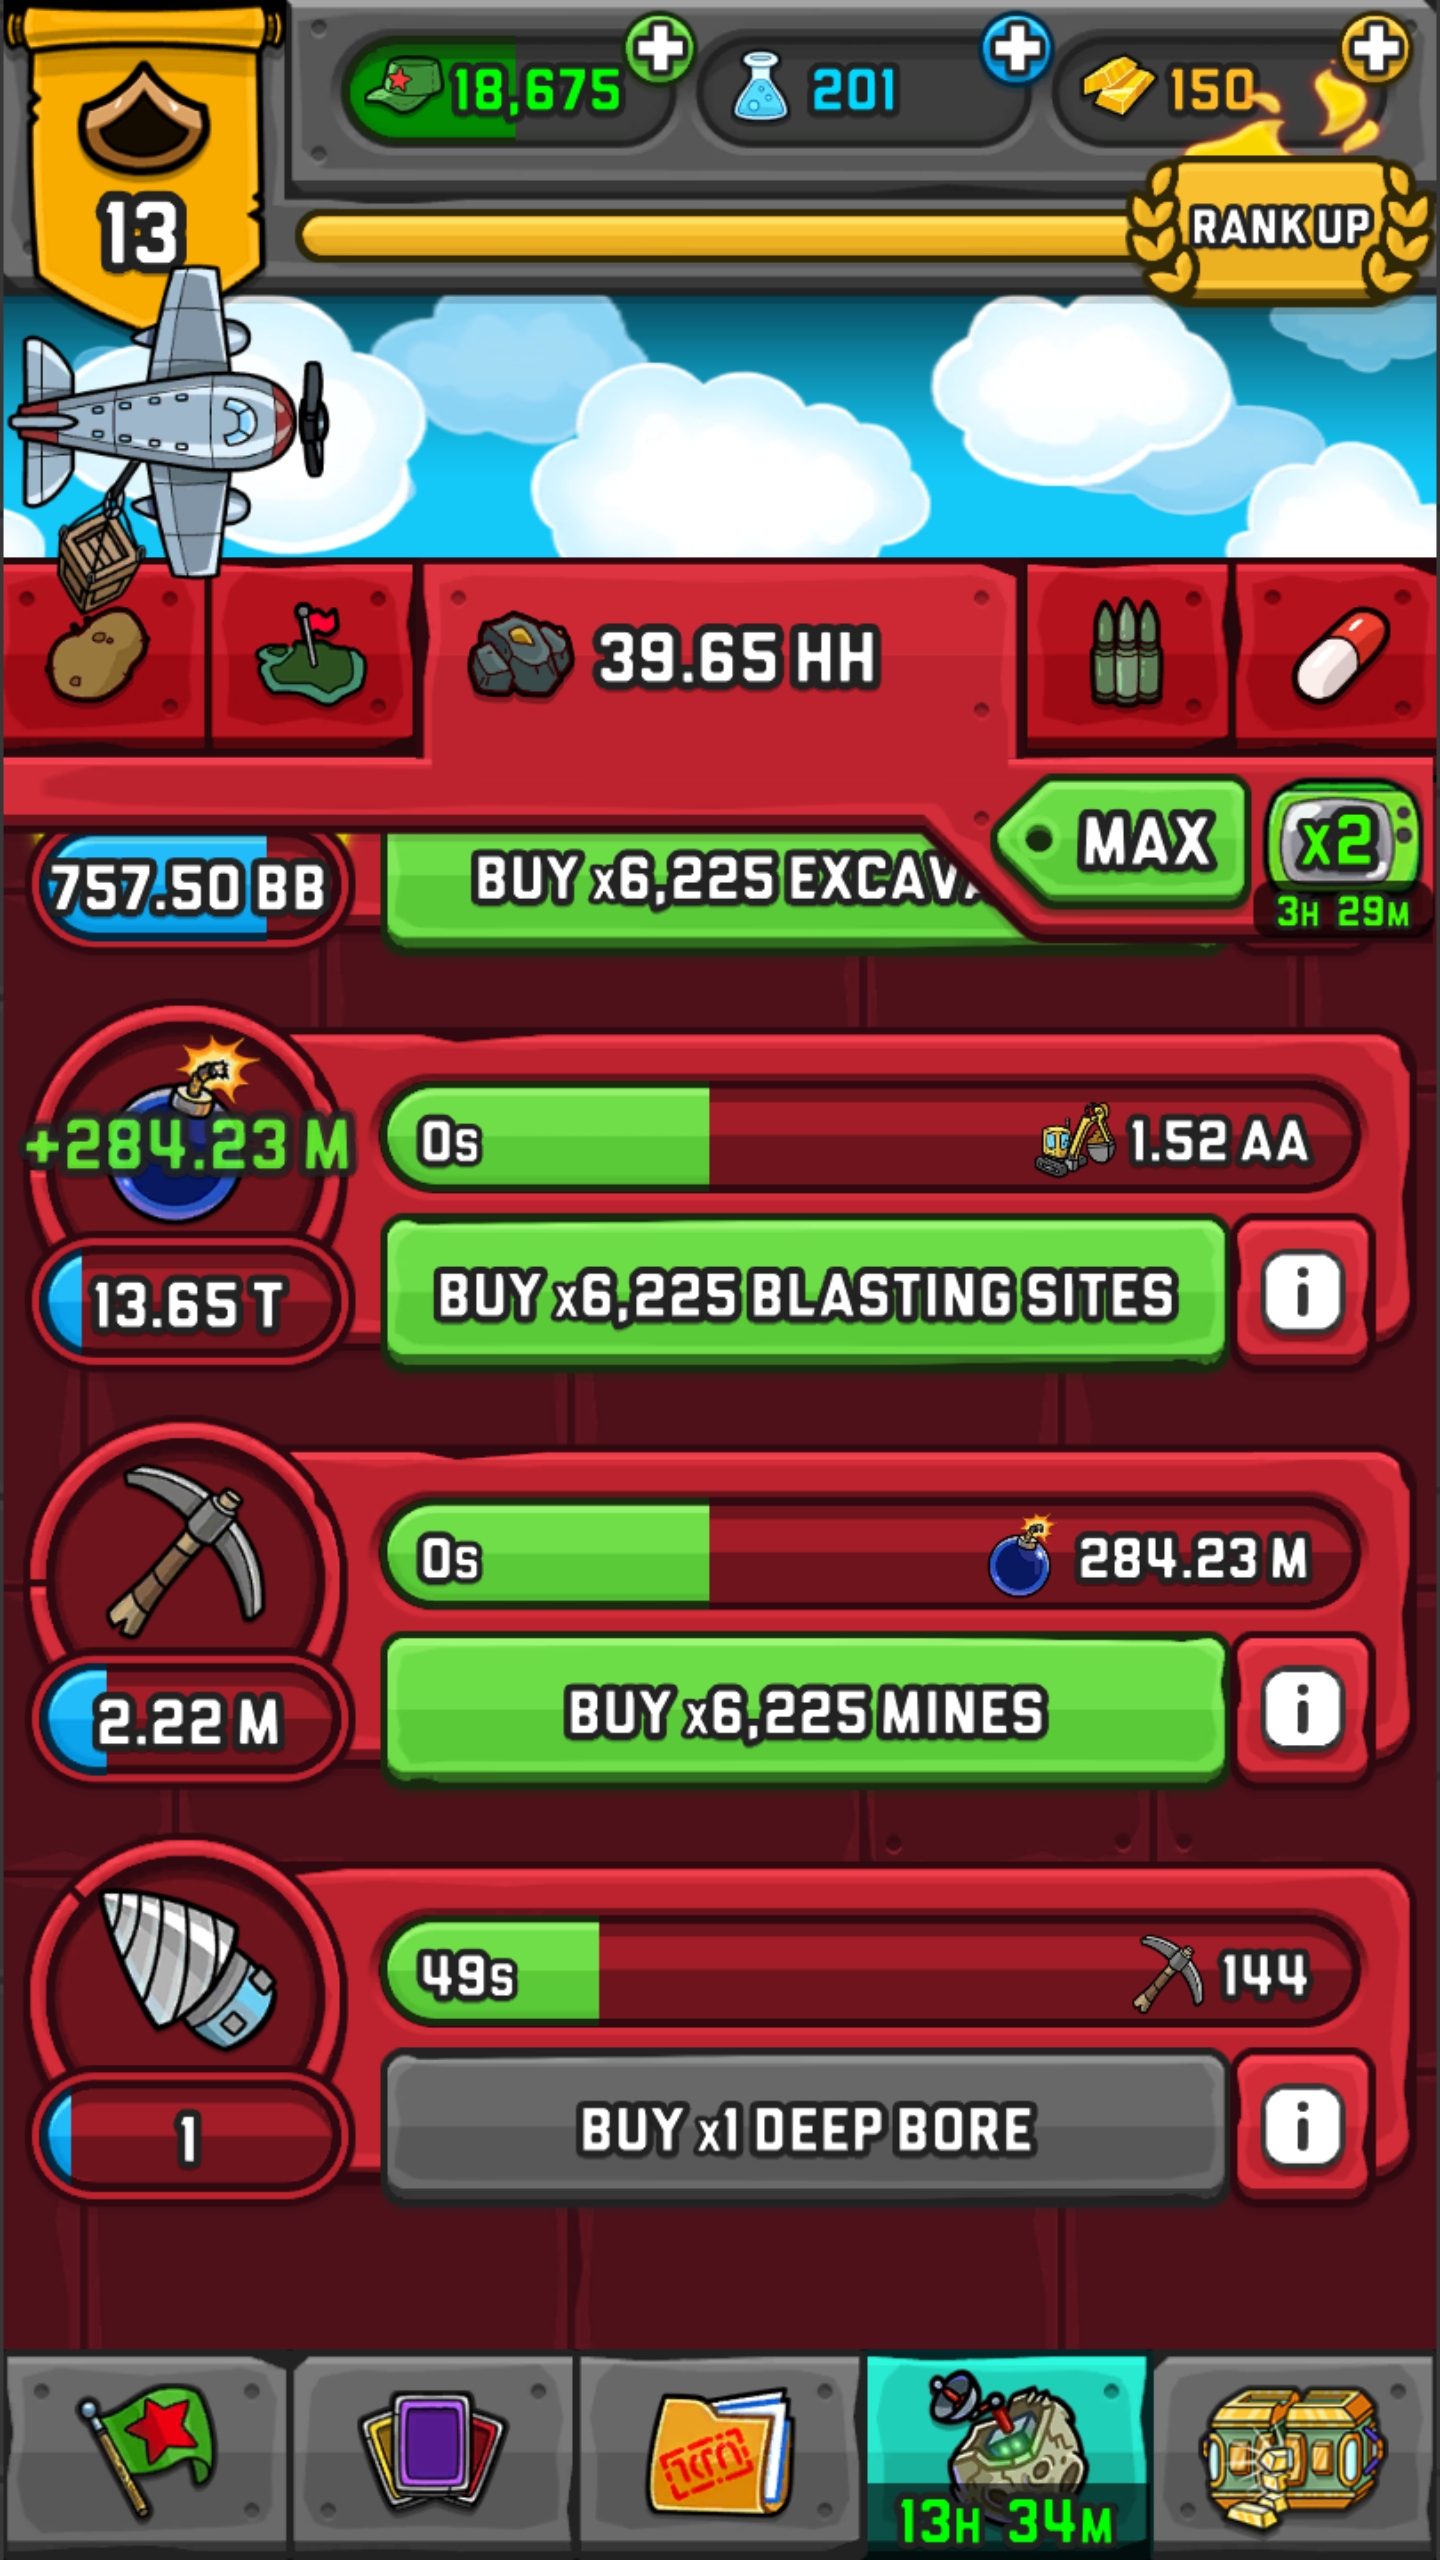 18,675
201
150
13
RANK UP
39.65 HH
MAX
x2
3H 29M
757.50 BB
BUY x6,225 EXCAVA
+284.23 M
0s
1.52 AA
13.65 T
BUY x6,225 BLASTING SITES
i
0s
284.23 M
2.22 M
BUY x6,225 MINES
i
49s
144
1
BUY x1 DEEP BORE
i
13H 34M